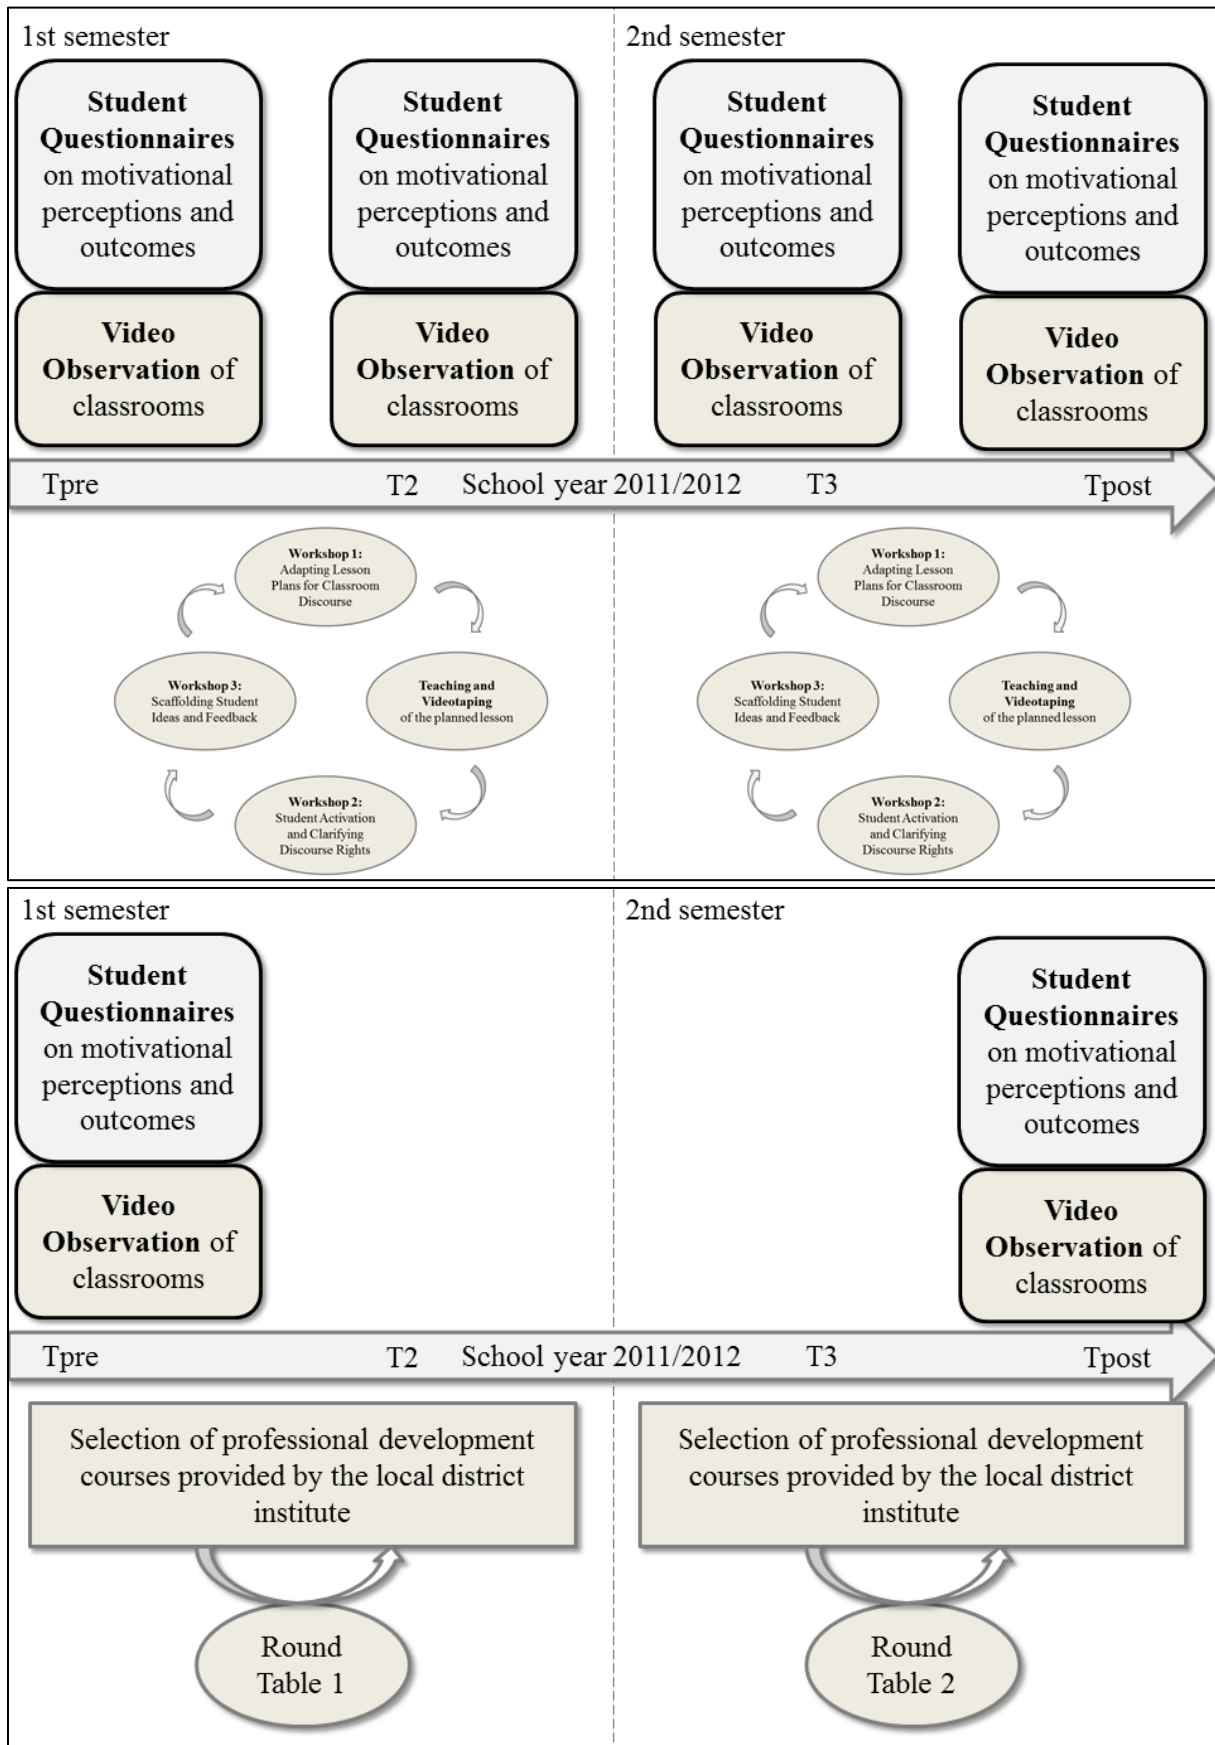 1st semester
2nd semester
Student
Questionnaires
on motivational
perceptions and
outcomes
Student
Questionnaires
on motivational
perceptions and
outcomes
Student
Questionnaires
on motivational
perceptions and
outcomes
Student
Questionnaires
on motivational
perceptions and
outcomes
Video
Observation of
classrooms
Video
Observation of
classrooms
Video
Observation of
classrooms
Video
Observation of
classrooms
Tpre T2 School year 2011/2012 T3 Tpost
Workshop 1:
Adapting Lesson
Plans for Classroom
Discourse
Workshop 3:
Scaffolding Student
Ideas and Feedback
Teaching and
Videotaping
of the planned lesson
Workshop 2:
Student Activation
and Clarifying
Discourse Rights
Workshop 1:
Adapting Lesson
Plans for Classroom
Discourse
Workshop 3:
Scaffolding Student
Ideas and Feedback
Teaching and
Videotaping
of the planned lesson
Workshop 2:
Student Activation
and Clarifying
Discourse Rights
1st semester
2nd semester
Student
Questionnaires
on motivational
perceptions and
outcomes
Student
Questionnaires
on motivational
perceptions and
outcomes
Video
Observation of
classrooms
Video
Observation of
classrooms
Tpre T2 School year 2011/2012 T3 Tpost
Selection of professional development
courses provided by the local district
institute
Selection of professional development
courses provided by the local district
institute
Round
Table 1
Round
Table 2